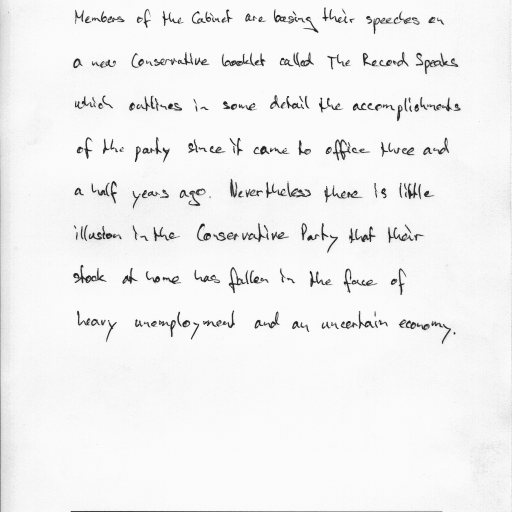 Members of the Cabinet are basing their speeches on
a new Conservative booklet called The Record Speaks
which outlines in some detail the accomplishments
of the party since it came to office three and
a half years ago. Nevertheless there is little
illusion in the Conservative Party that their
stock at home has fallen in the face of
heavy unemployment and an uncertain economy.